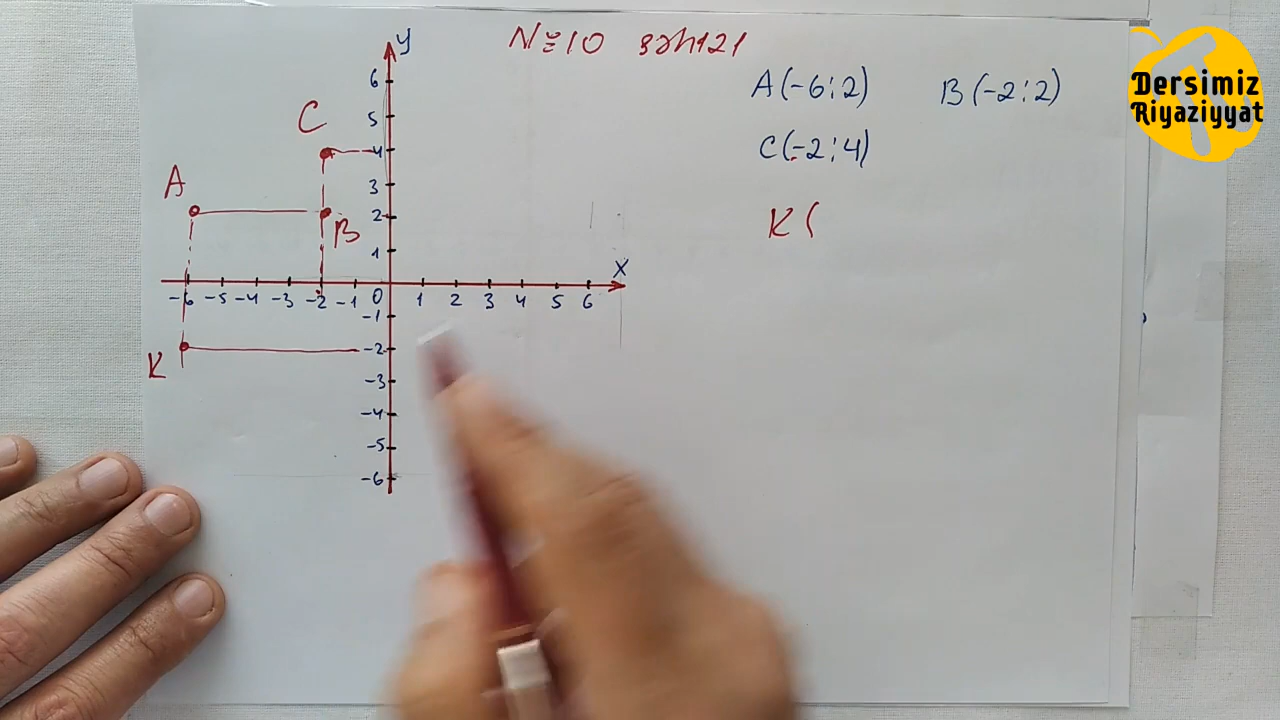 №10 səh121
A(-6;2) B(-2;2)
C(-2;4)
K(
Dersimiz
Riyaziyyat
y
6
5
4
3
2
1
C
A
B
K
x
-6 -5 -4 -3 -2 -1 0 1 2 3 4 5 6
-1
-2
-3
-4
-5
-6